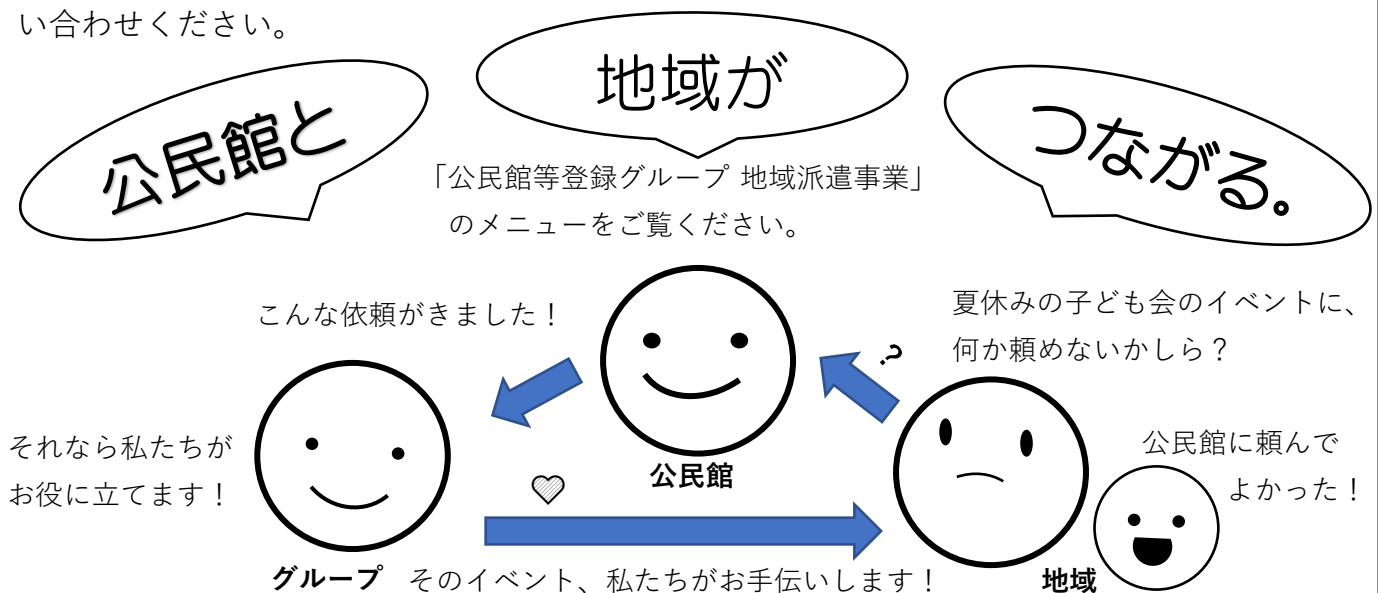 い合わせください。
公民館と
地域が
つながる。
「公民館等登録グループ 地域派遣事業」
のメニューをご覧ください。
こんな依頼がきました！
夏休みの子ども会のイベントに、
何か頼めないかしら？
?
それなら私たちが
お役に立てます！
公民館
公民館に頼んで
よかった！
グループ
そのイベント、私たちがお手伝いします！
地域